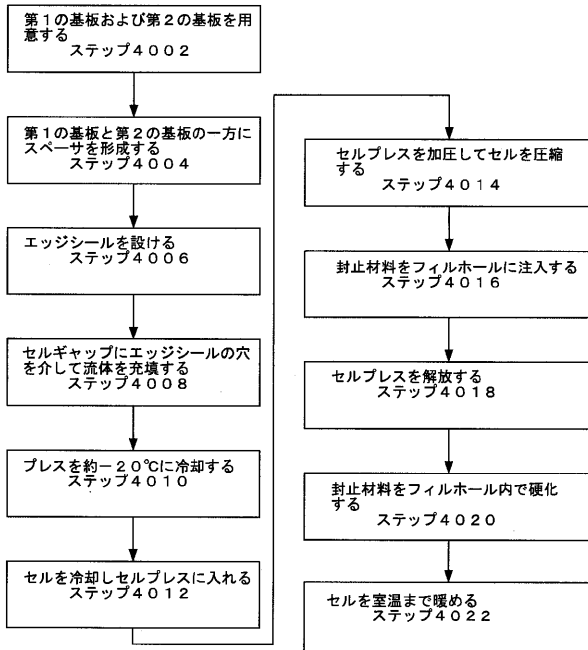 第1の基板および第2の基板を用
意する
ステップ4002
第1の基板と第2の基板の一方に
スペーサを形成する
ステップ4004
エッジシールを設ける
ステップ4006
セルギャップにエッジシールの穴
を介して流体を充填する
ステップ4008
プレスを約－20℃に冷却する
ステップ4010
セルを冷却しセルプレスに入れる
ステップ4012
セルプレスを加圧してセルを圧縮
する
ステップ4014
封止材料をフィルホールに注入する
ステップ4016
セルプレスを解放する
ステップ4018
封止材料をフィルホール内で硬化
する
ステップ4020
セルを室温まで暖める
ステップ4022